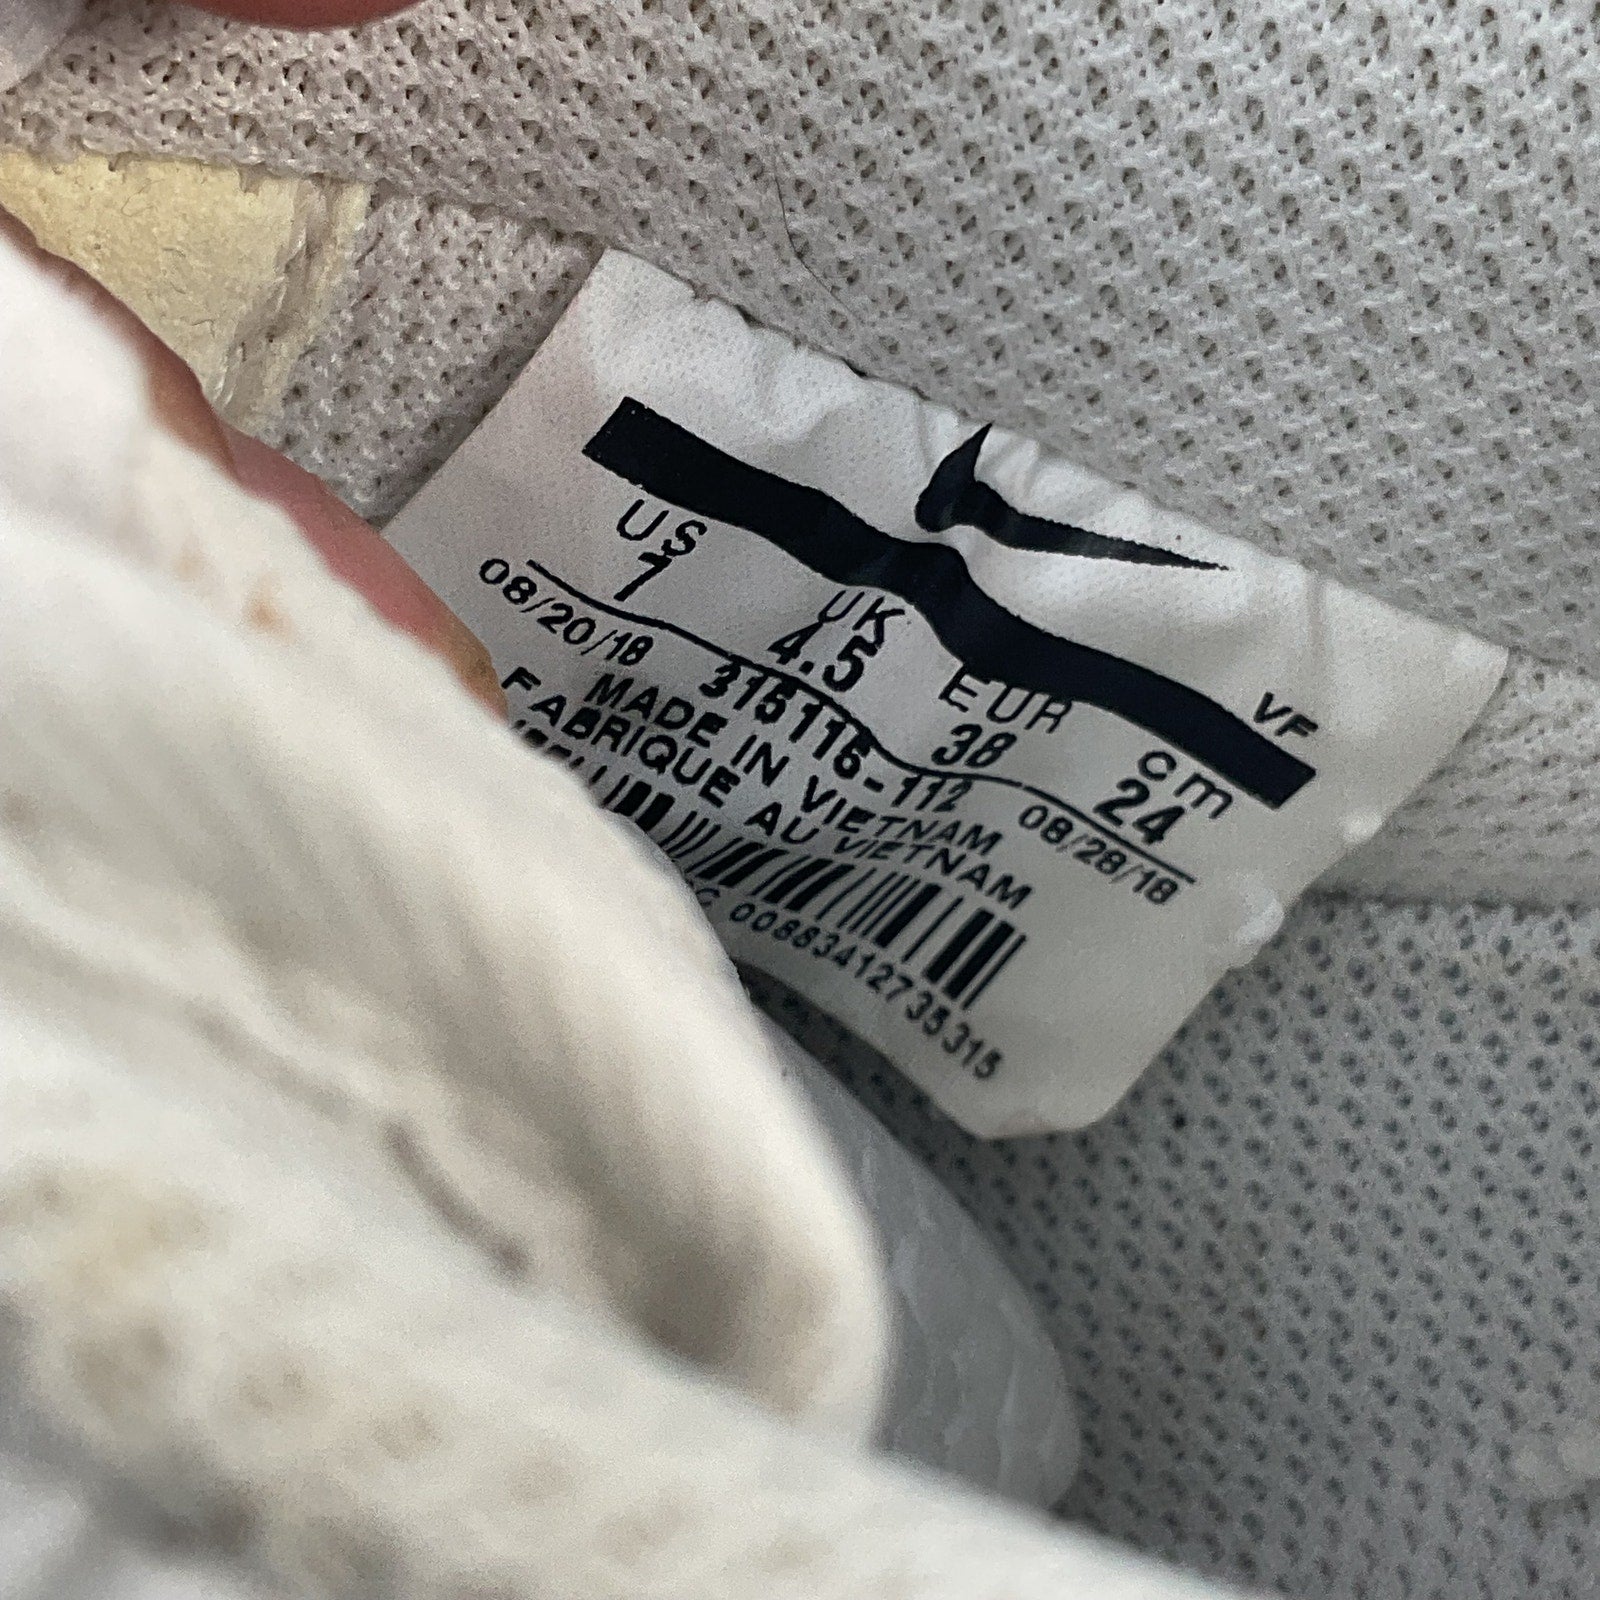 VF
US UK EUR cm
7 4.5 38 24
08/20/18 315115-112 08/28/18
MADE IN VIETNAM
FABRIQUE AU VIETNAM
00883412735315